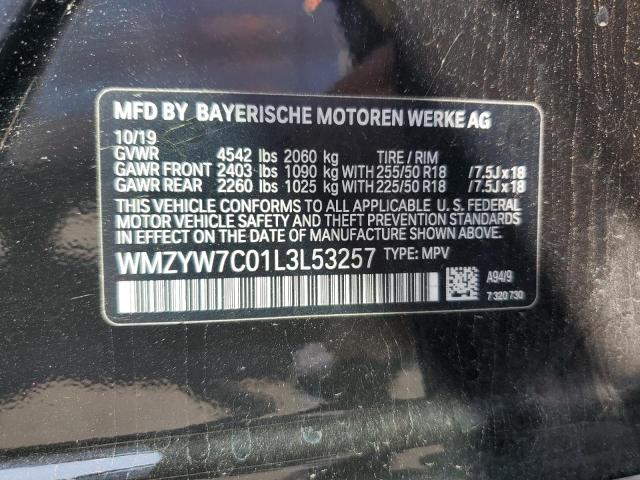 MFD BY BAYERISCHE MOTOREN WERKE AG
10/19
GVWR 4542 lbs 2060 kg TIRE / RIM
GAWR FRONT 2403 lbs 1090 kg WITH 255/50 R18 /7.5Jx18
GAWR REAR 2260 lbs 1025 kg WITH 225/50 R18 /7.5Jx18
THIS VEHICLE CONFORMS TO ALL APPLICABLE U. S. FEDERAL
MOTOR VEHICLE SAFETY AND THEFT PREVENTION STANDARDS
IN EFFECT ON THE DATE OF MANUFACTURE SHOWN ABOVE.
WMZYW7C01L3L53257 TYPE: MPV
A94/9
7 320 730